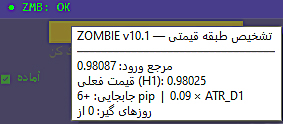 ZMB: OK
ZOMBIE v10.1 — تشخیص طبقه قیمتی
مرجع ورود: 0.98087
قیمت فعلی (H1): 0.98025
جابجایی: +6 pip | 0.09 × ATR_D1
روزهای گیر: 0 از
آماده